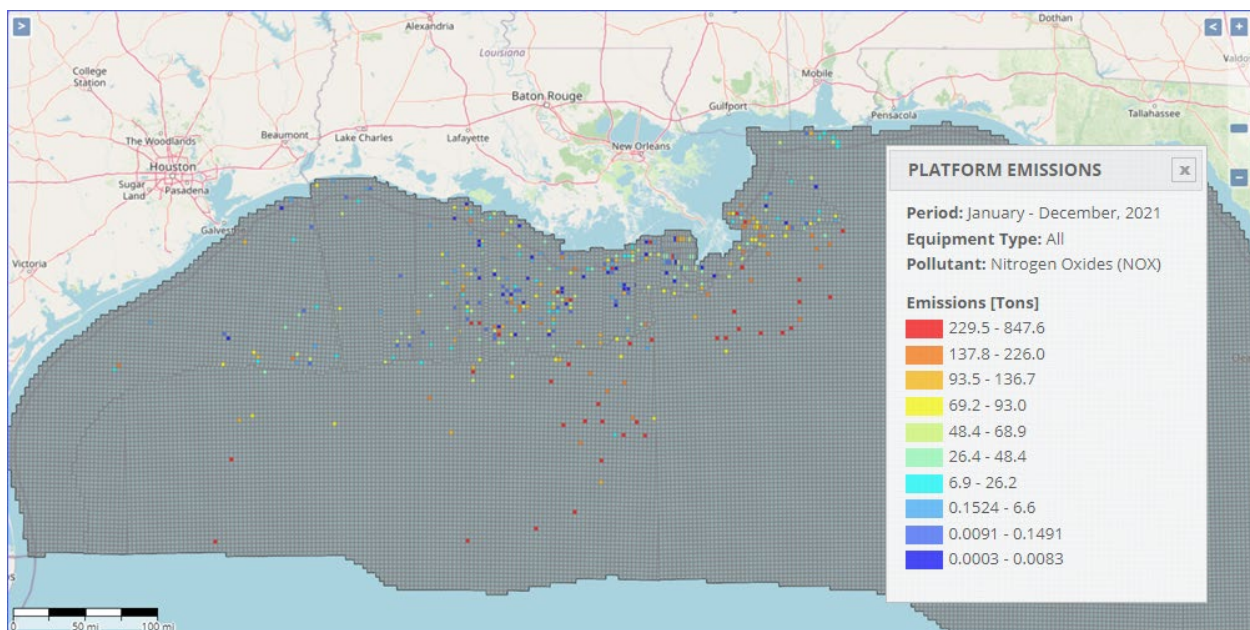 >
<
+
Alexandria
Dothan
Louisiana
College
Station
Valdos
Mobile
Baton Rouge
Gulfport
Pensacola
Tallahassee
The Woodlands
Beaumont
Lake Charles
Lafayette
New Orleans
Houston
Sugar
Land
Pasadena
Galves
Victoria
−
PLATFORM EMISSIONS
x
Period: January - December, 2021
Equipment Type: All
Pollutant: Nitrogen Oxides (NOX)
Emissions [Tons]
229.5 - 847.6
137.8 - 226.0
93.5 - 136.7
69.2 - 93.0
48.4 - 68.9
26.4 - 48.4
6.9 - 26.2
0.1524 - 6.6
0.0091 - 0.1491
0.0003 - 0.0083
0
50 mi
100 mi